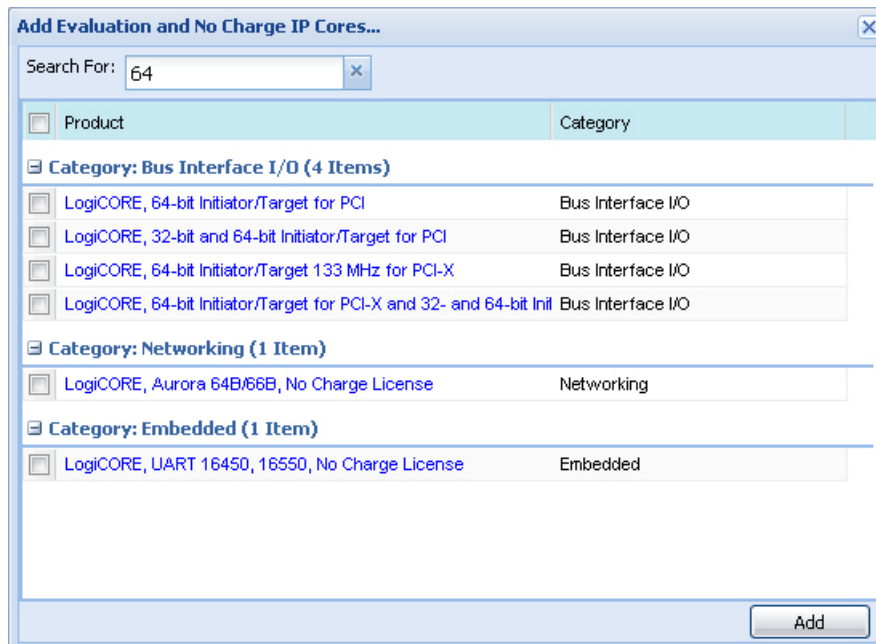 Add Evaluation and No Charge IP Cores...
Search For: 64
Product Category
Category: Bus Interface I/O (4 Items)
LogiCORE, 64-bit Initiator/Target for PCI Bus Interface I/O
LogiCORE, 32-bit and 64-bit Initiator/Target for PCI Bus Interface I/O
LogiCORE, 64-bit Initiator/Target 133 MHz for PCI-X Bus Interface I/O
LogiCORE, 64-bit Initiator/Target for PCI-X and 32- and 64-bit Init Bus Interface I/O
Category: Networking (1 Item)
LogiCORE, Aurora 64B/66B, No Charge License Networking
Category: Embedded (1 Item)
LogiCORE, UART 16450, 16550, No Charge License Embedded
Add